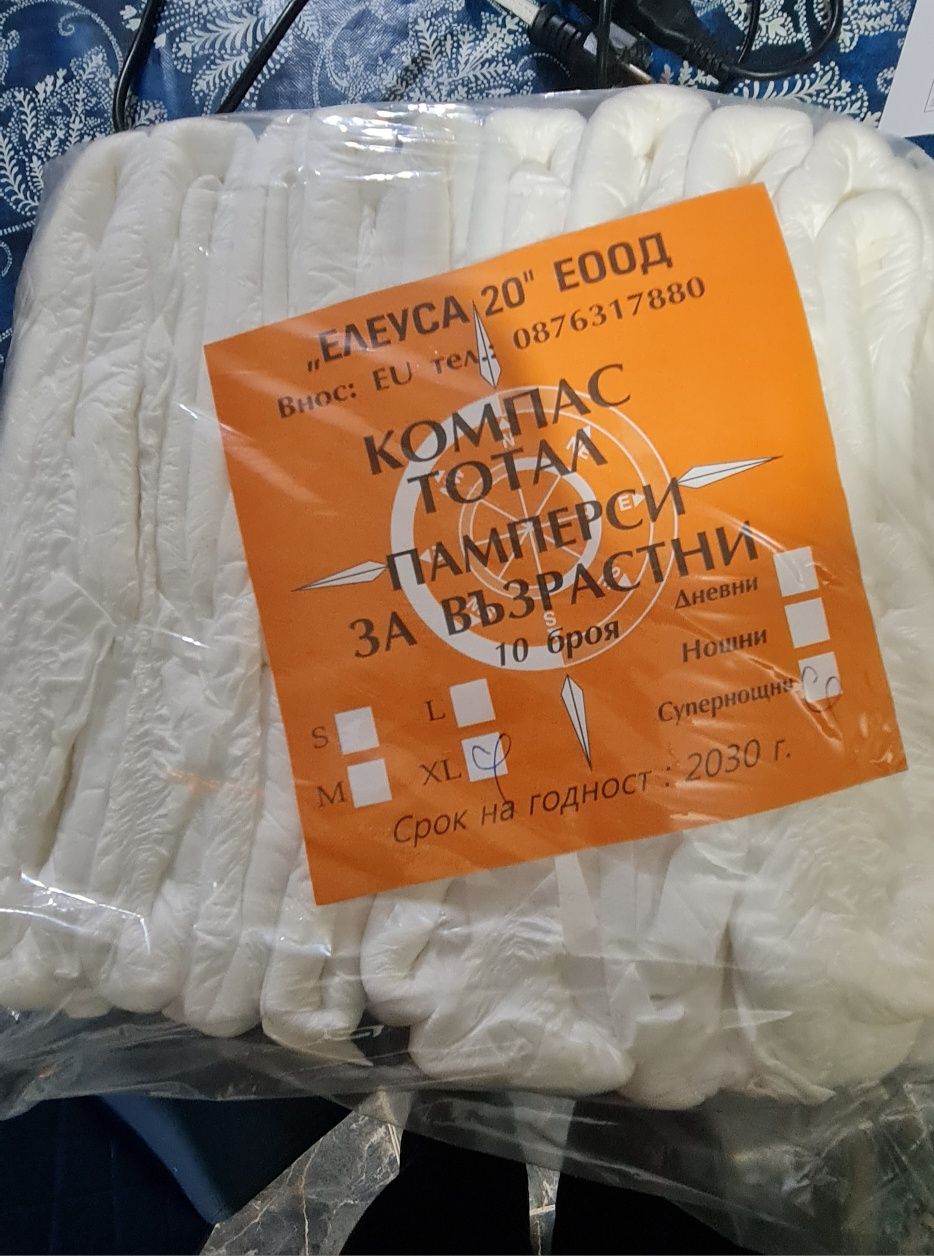 „ЕЛЕУСА 20" ЕООД
Внос: EU тел.: 0876317880
КОМПАС
ТОТАЛ
ПАМПЕРСИ
ЗА ВЪЗРАСТНИ
10 броя
Дневни
Нощни
Супернощни
S
L
M
XL
Срок на годност : 2030 г.
N
E
S